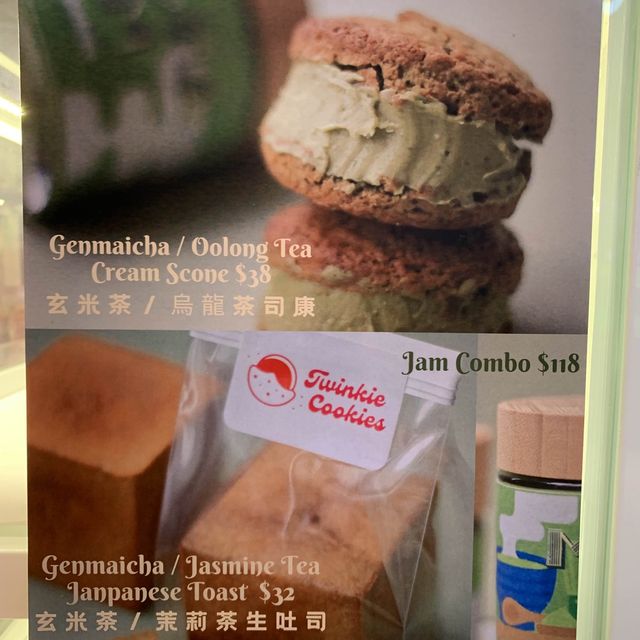 Genmaicha / Oolong Tea
Cream Scone $38
玄米茶 / 烏龍茶司康
Jam Combo $118
Twinkie
Cookies
Genmaicha / Jasmine Tea
Janpanese Toast $32
玄米茶 / 茉莉茶生吐司